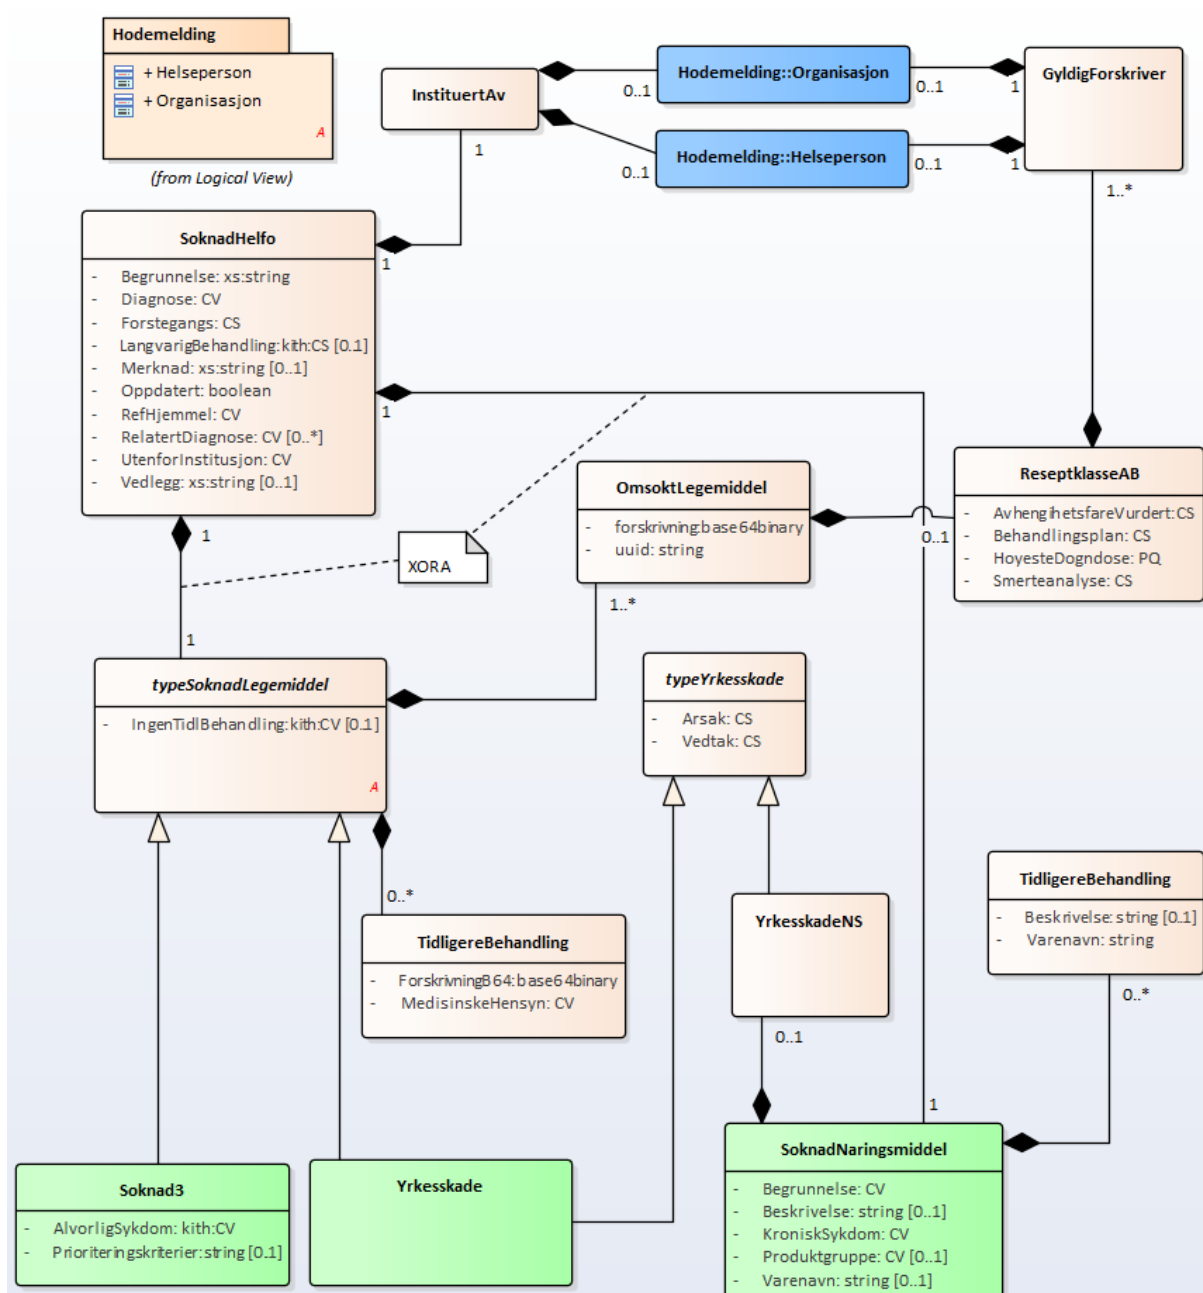 Hodemelding
+ Helseperson
+ Organisasjon
A
(from Logical View)
InstituertAv
1
0..1
0..1
Hodemelding::Organisasjon
Hodemelding::Helseperson
0..1
0..1
1
1
GyldigForskriver
1..*
SoknadHelfo
- Begrunnelse: xs:string
- Diagnose: CV
- Forstegangs: CS
- LangvarigBehandling:kith:CS [0.1]
- Merknad: xs:string [0..1]
- Oppdatert: boolean
- RefHjemmel: CV
- RelatertDiagnose: CV [0..*]
- UtenforInstitusjon: CV
- Vedlegg: xs:string [0..1]
1
1
1
1
XORA
OmsoktLegemiddel
- forskrivning:base64binary
- uuid: string
1..*
0..1
ReseptklasseAB
- AvhengihetsfareVurdert:CS
- Behandlingsplan: CS
- HoyesteDogndose: PQ
- Smerteanalyse: CS
typeSoknadLegemiddel
- IngenTidlBehandling:kith:CV [0.1]
A
typeYrkesskade
- Arsak: CS
- Vedtak: CS
0..*
TidligereBehandling
- ForskrivningB64:base64binary
- MedisinskeHensyn: CV
YrkesskadeNS
0..1
TidligereBehandling
- Beskrivelse:string [0.1]
- Varenavn: string
0..*
1
Soknad3
- AlvorligSykdom: kith:CV
- Prioriteringskriterier:string [0.1]
Yrkesskade
SoknadNaringsmiddel
- Begrunnelse: CV
- Beskrivelse: string [0..1]
- KroniskSykdom: CV
- Produktgruppe: CV [0..1]
- Varenavn: string [0..1]